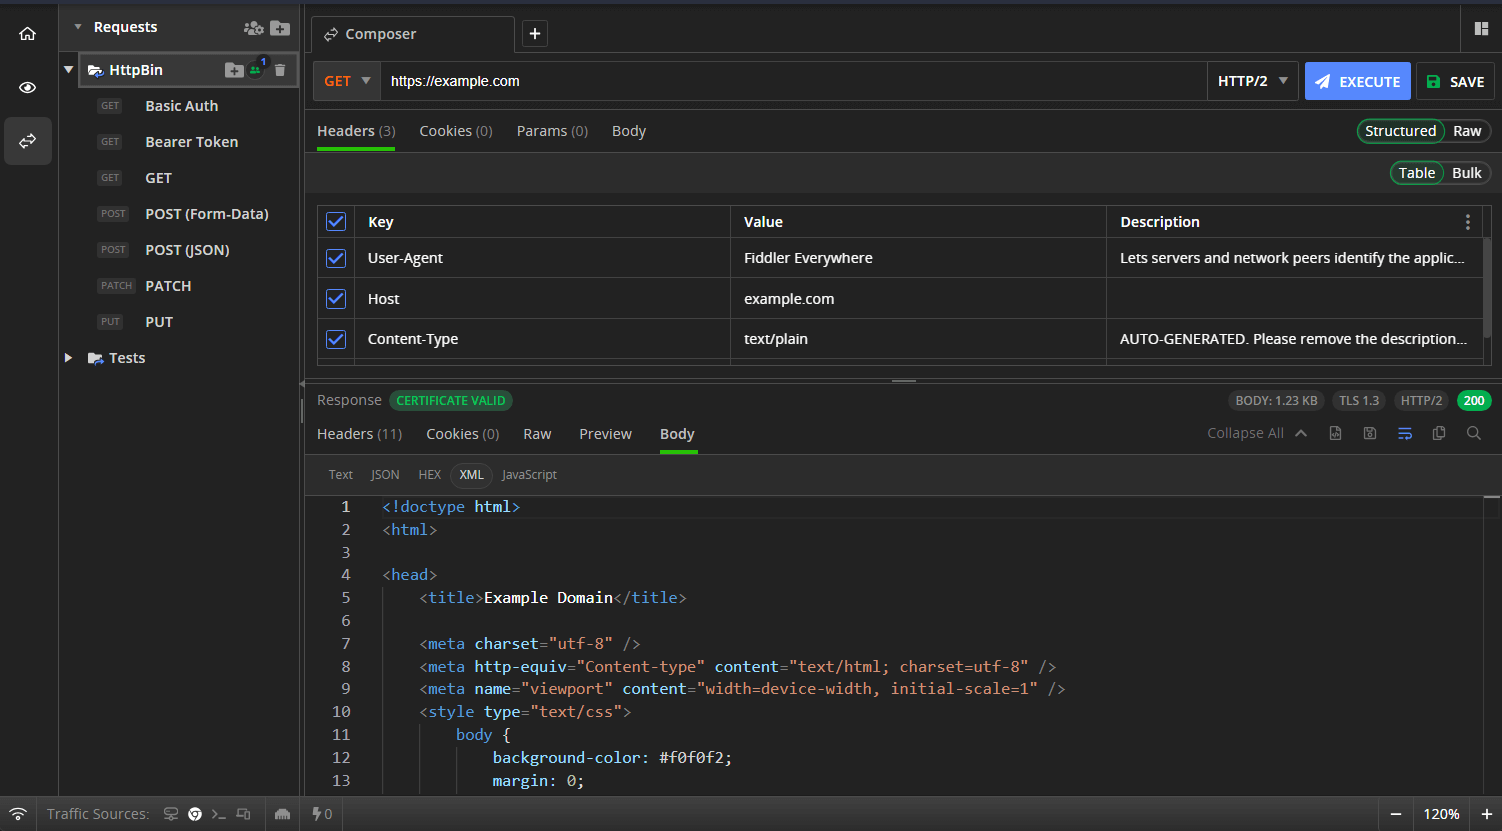 Requests
HttpBin 1
GET Basic Auth
GET Bearer Token
GET GET
POST POST (Form-Data)
POST POST (JSON)
PATCH PATCH
PUT PUT
Tests
Composer +
GET https://example.com HTTP/2 EXECUTE SAVE
Headers (3) Cookies (0) Params (0) Body Structured Raw
Table Bulk
Key Value Description
User-Agent Fiddler Everywhere Lets servers and network peers identify the applic...
Host example.com
Content-Type text/plain AUTO-GENERATED. Please remove the description...
Response CERTIFICATE VALID BODY: 1.23 KB TLS 1.3 HTTP/2 200
Headers (11) Cookies (0) Raw Preview Body Collapse All
Text JSON HEX XML JavaScript
1 <!doctype html>
2 <html>
3
4 <head>
5 <title>Example Domain</title>
6
7 <meta charset="utf-8" />
8 <meta http-equiv="Content-type" content="text/html; charset=utf-8" />
9 <meta name="viewport" content="width=device-width, initial-scale=1" />
10 <style type="text/css">
11 body {
12 background-color: #f0f0f2;
13 margin: 0;
Traffic Sources: 0 − 120% +